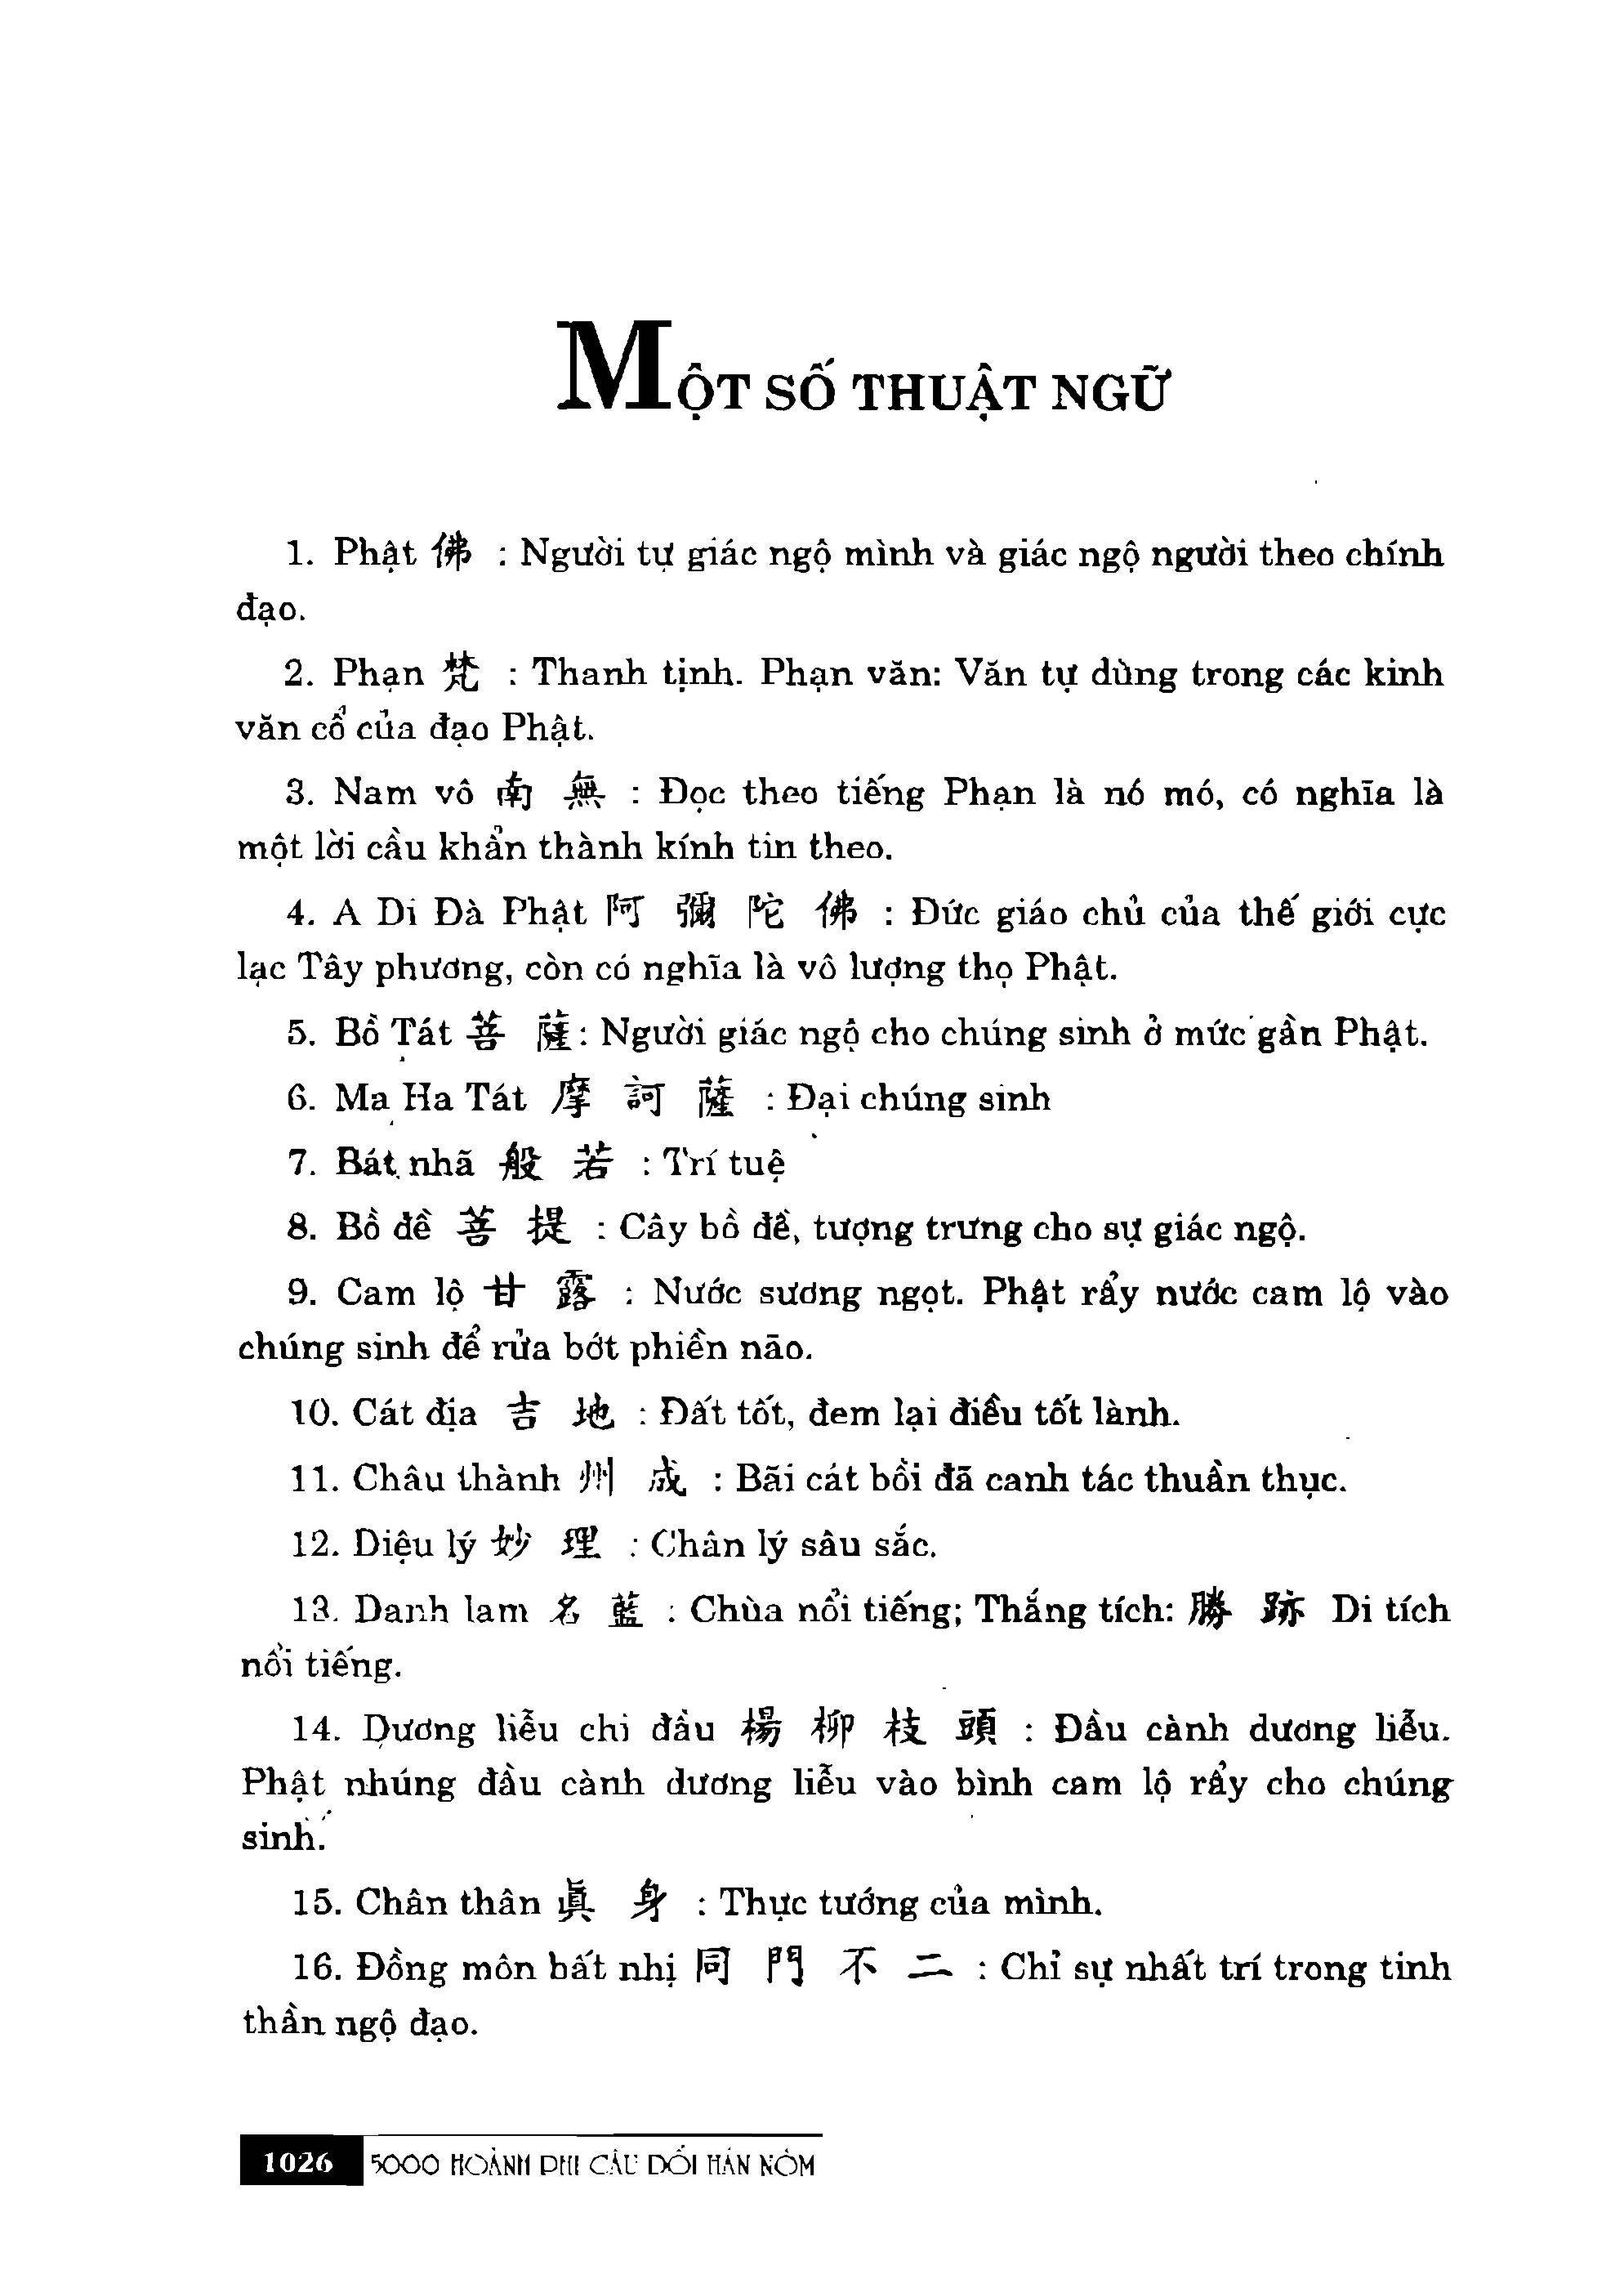 MỘT SỐ THUẬT NGỮ
1. Phật 佛 : Người tự giác ngộ mình và giác ngộ người theo chính
đạo.
2. Phạn 梵 : Thanh tịnh. Phạn văn: Văn tự dùng trong các kinh
văn cổ của đạo Phật.
3. Nam vô 南 無 : Đọc theo tiếng Phạn là nó mó, có nghĩa là
một lời cầu khẩn thành kính tin theo.
4. A Di Đà Phật 阿 彌 陀 佛 : Đức giáo chủ của thế giới cực
lạc Tây phương, còn có nghĩa là vô lượng thọ Phật.
5. Bồ Tát 菩 薩 : Người giác ngộ cho chúng sinh ở mức gần Phật.
6. Ma Ha Tát 摩 訶 薩 : Đại chúng sinh
7. Bát nhã 般 若 : Trí tuệ
8. Bồ đề 菩 提 : Cây bồ đề, tượng trưng cho sự giác ngộ.
9. Cam lộ 甘 露 : Nước sương ngọt. Phật rẩy nước cam lộ vào
chúng sinh để rửa bớt phiền não.
10. Cát địa 吉 地 : Đất tốt, đem lại điều tốt lành.
11. Châu thành 州 成 : Bãi cát bồi đã canh tác thuần thục.
12. Diệu lý 妙 理 : Chân lý sâu sắc.
13. Danh lam 名 藍 : Chùa nổi tiếng; Thắng tích: 勝 跡 Di tích
nổi tiếng.
14. Dương liễu chi đầu 楊 柳 枝 頭 : Đầu cành dương liễu.
Phật nhúng đầu cành dương liễu vào bình cam lộ rẩy cho chúng
sinh.
15. Chân thân 眞 身 : Thực tướng của mình.
16. Đồng môn bất nhị 同 門 不 二 : Chỉ sự nhất trí trong tinh
thần ngộ đạo.
1026 5000 HOÀNH PHI CÂU ĐỐI HÁN NÔM